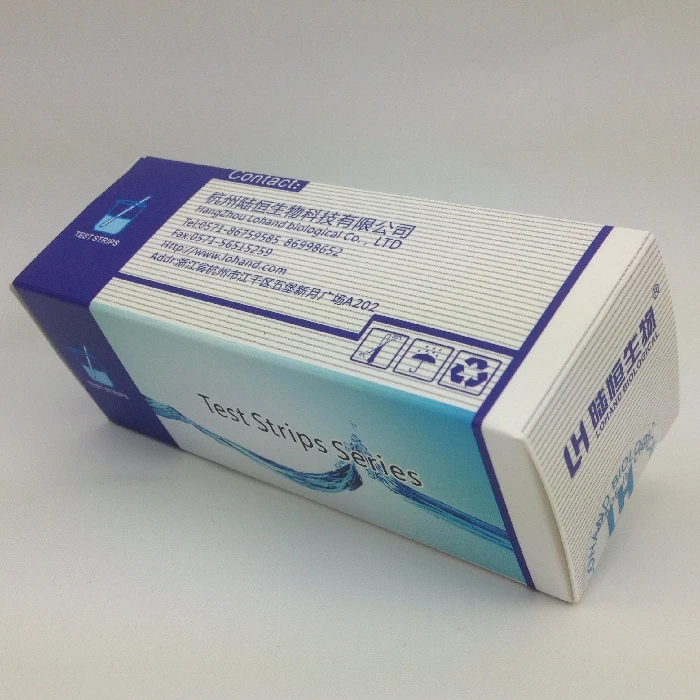 Contact:
杭州陆恒生物科技有限公司
HangZhou Lohand biological Co., LTD
Tel:0571-86759585 86998652
Fax:0571-56515259
Http://www.lohand.com
Addr:浙江省杭州市江干区五堡新月广场A202
TEST STRIPS
TEST STRIPS
Test Strips Series
LH 陆恒生物®
LOHAND BIOLOGICAL
LH